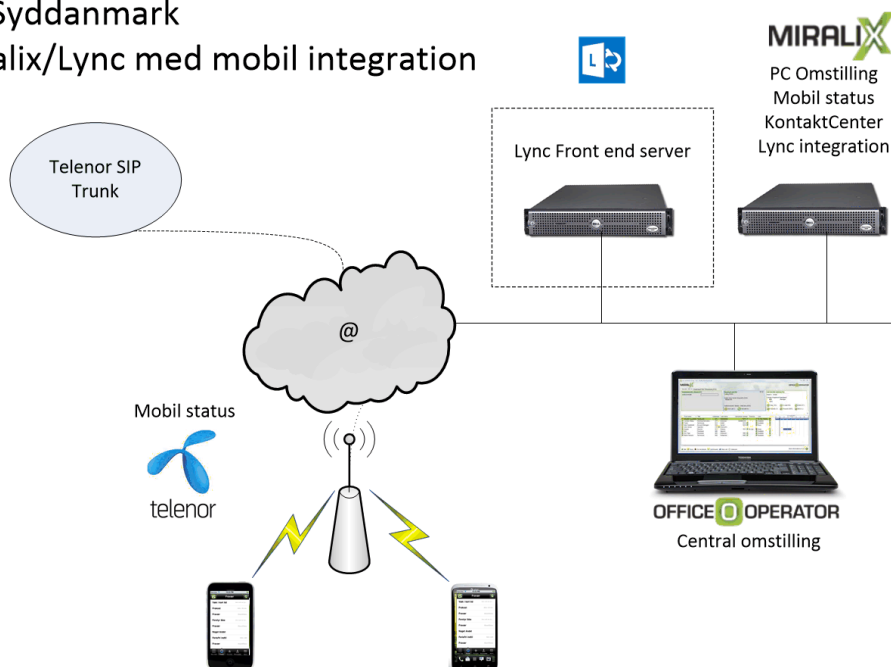 Syddanmark
alix/Lync med mobil integration
MIRALIX
PC Omstilling
Mobil status
KontaktCenter
Lync integration
L
Lync Front end server
Telenor SIP
Trunk
@
Mobil status
telenor
OFFICE OPERATOR
Central omstilling